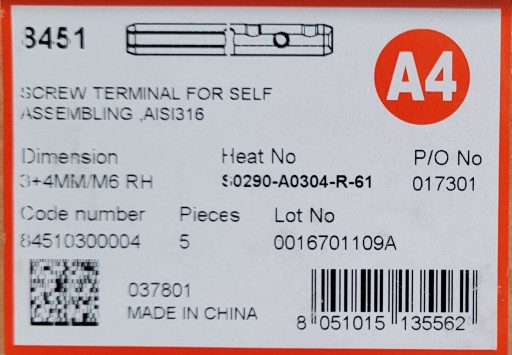 8451
A4
SCREW TERMINAL FOR SELF
ASSEMBLING ,AISI316
Dimension Heat No P/O No
3+4MM/M6 RH S0290-A0304-R-61 017301
Code number Pieces Lot No
84510300004 5 0016701109A
037801
MADE IN CHINA
8 051015 135562